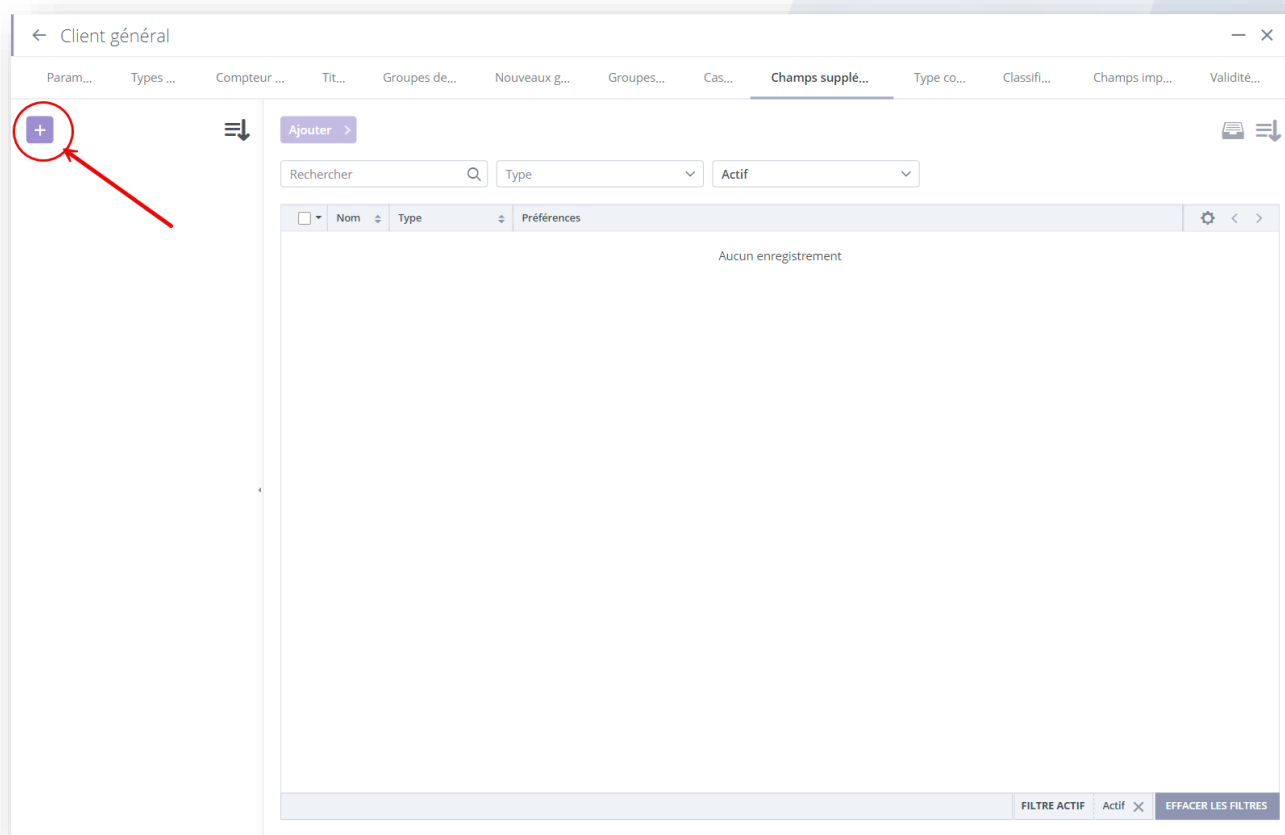 Client général
Param... Types ... Compteur ... Tit... Groupes de... Nouveaux g... Groupes... Cas... Champs supplé... Type co... Classifi... Champs imp... Validité...
Ajouter
Rechercher Type Actif
Nom Type Préférences
Aucun enregistrement
FILTRE ACTIF Actif EFFACER LES FILTRES